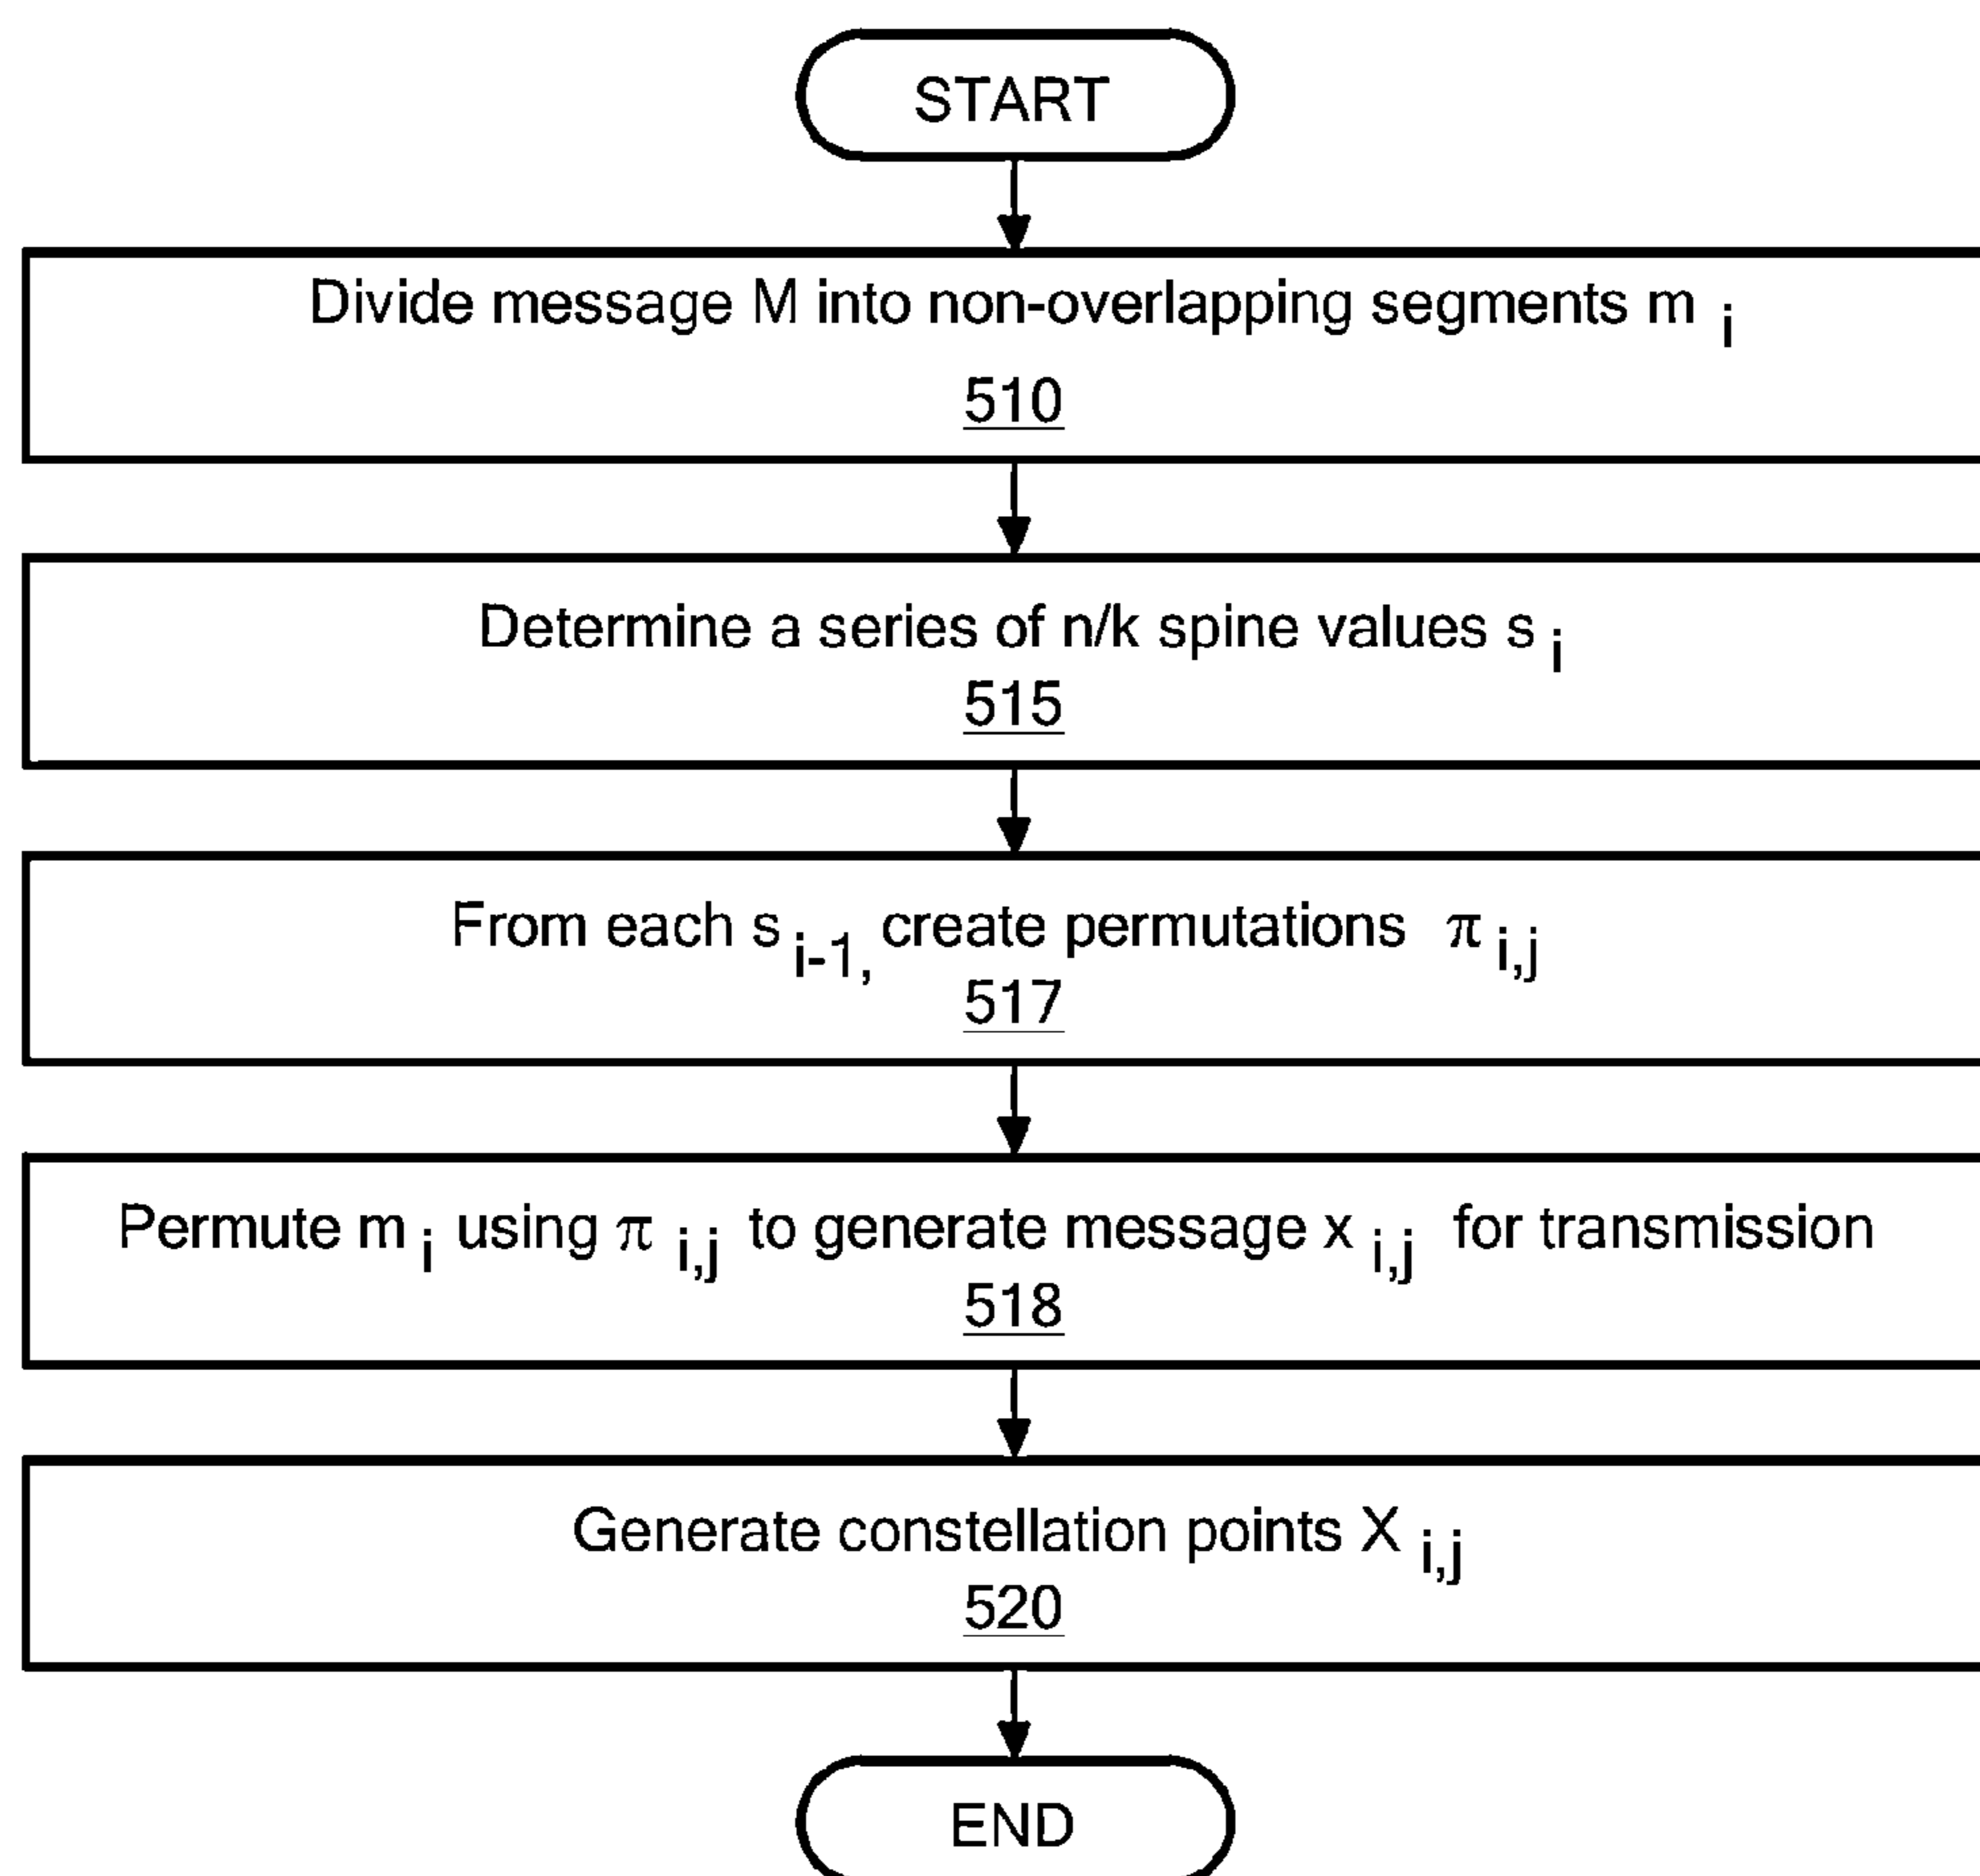 START
Divide message M into non-overlapping segments m i
510
Determine a series of n/k spine values s i
515
From each s i-1, create permutations π i,j
517
Permute m i using π i,j to generate message x i,j for transmission
518
Generate constellation points X i,j
520
END